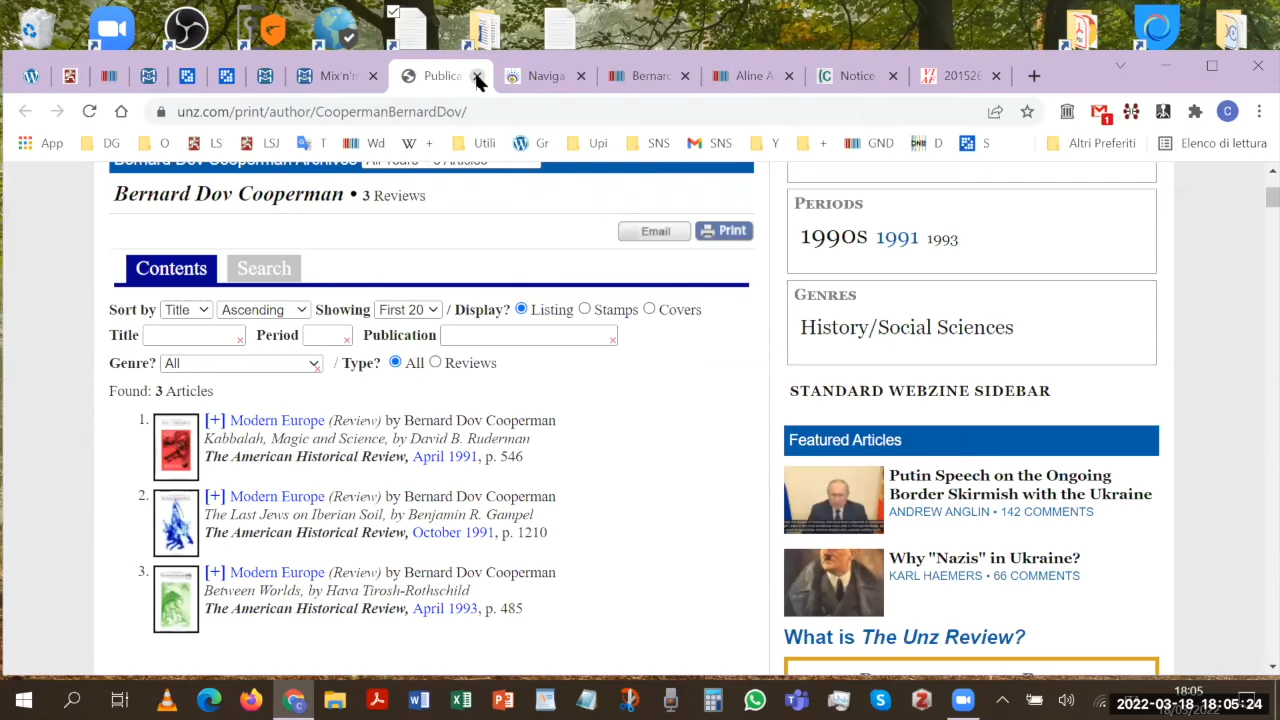 Mix'n'm
Publica
Naviga
Bernard
Aline A
Notice
201526
unz.com/print/author/CoopermanBernardDov/
App
DG
O
LS
LSJ
T
Wd
+
Utili
Gr
Upi
SNS
SNS
Y
+
GND
D
S
Altri Preferiti
Elenco di lettura
Bernard Dov Cooperman • 3 Reviews
Email
Print
Contents
Search
Sort by Title Ascending Showing First 20 / Display? Listing Stamps Covers
Title Period Publication
Genre? All / Type? All Reviews
Found: 3 Articles
1. [+] Modern Europe (Review) by Bernard Dov Cooperman
Kabbalah, Magic and Science, by David B. Ruderman
The American Historical Review, April 1991, p. 546
2. [+] Modern Europe (Review) by Bernard Dov Cooperman
The Last Jews on Iberian Soil, by Benjamin R. Gampel
The American Historical Review, October 1991, p. 1210
3. [+] Modern Europe (Review) by Bernard Dov Cooperman
Between Worlds, by Hava Tirosh-Rothschild
The American Historical Review, April 1993, p. 485
PERIODS
1990s 1991 1993
GENRES
History/Social Sciences
STANDARD WEBZINE SIDEBAR
Featured Articles
Putin Speech on the Ongoing
Border Skirmish with the Ukraine
ANDREW ANGLIN • 142 COMMENTS
Why "Nazis" in Ukraine?
KARL HAEMERS • 66 COMMENTS
What is The Unz Review?
18:05
2022-03-18 18:05:24